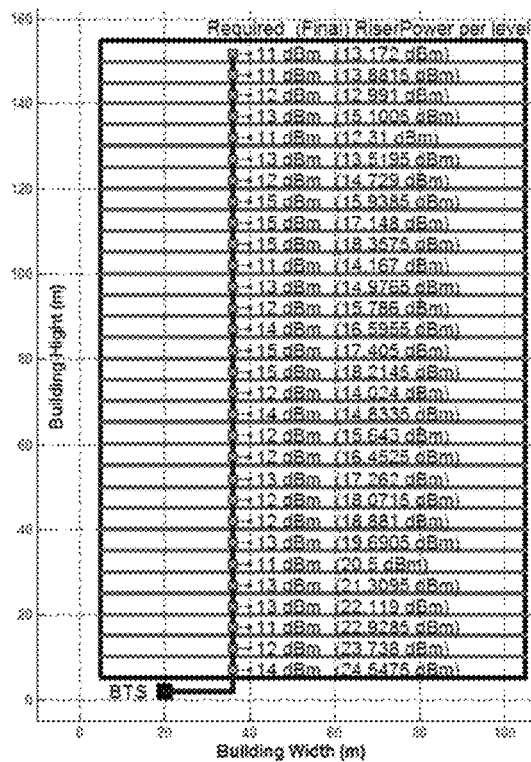 Required (Final) Riser Power per level
160
+11 dBm (13.172 dBm)
+11 dBm (13.8815 dBm)
+12 dBm (12.991 dBm)
140
+13 dBm (15.1005 dBm)
+11 dBm (12.31 dBm)
+13 dBm (13.5195 dBm)
+12 dBm (14.729 dBm)
120
+15 dBm (15.9385 dBm)
+15 dBm (17.148 dBm)
+15 dBm (18.3575 dBm)
+11 dBm (14.167 dBm)
100
+13 dBm (14.9765 dBm)
+12 dBm (15.786 dBm)
+14 dBm (16.5955 dBm)
+15 dBm (17.405 dBm)
80
+15 dBm (18.2145 dBm)
+12 dBm (14.024 dBm)
+14 dBm (14.8335 dBm)
+12 dBm (15.643 dBm)
60
+12 dBm (16.4525 dBm)
+13 dBm (17.262 dBm)
+12 dBm (18.0715 dBm)
+12 dBm (18.881 dBm)
40
+13 dBm (19.6905 dBm)
+11 dBm (20.5 dBm)
+13 dBm (21.3095 dBm)
+13 dBm (22.119 dBm)
20
+11 dBm (22.9285 dBm)
+12 dBm (23.738 dBm)
+14 dBm (24.5475 dBm)
BTS
0
Building Hight (m)
0 20 40 60 80 100
Building Width (m)